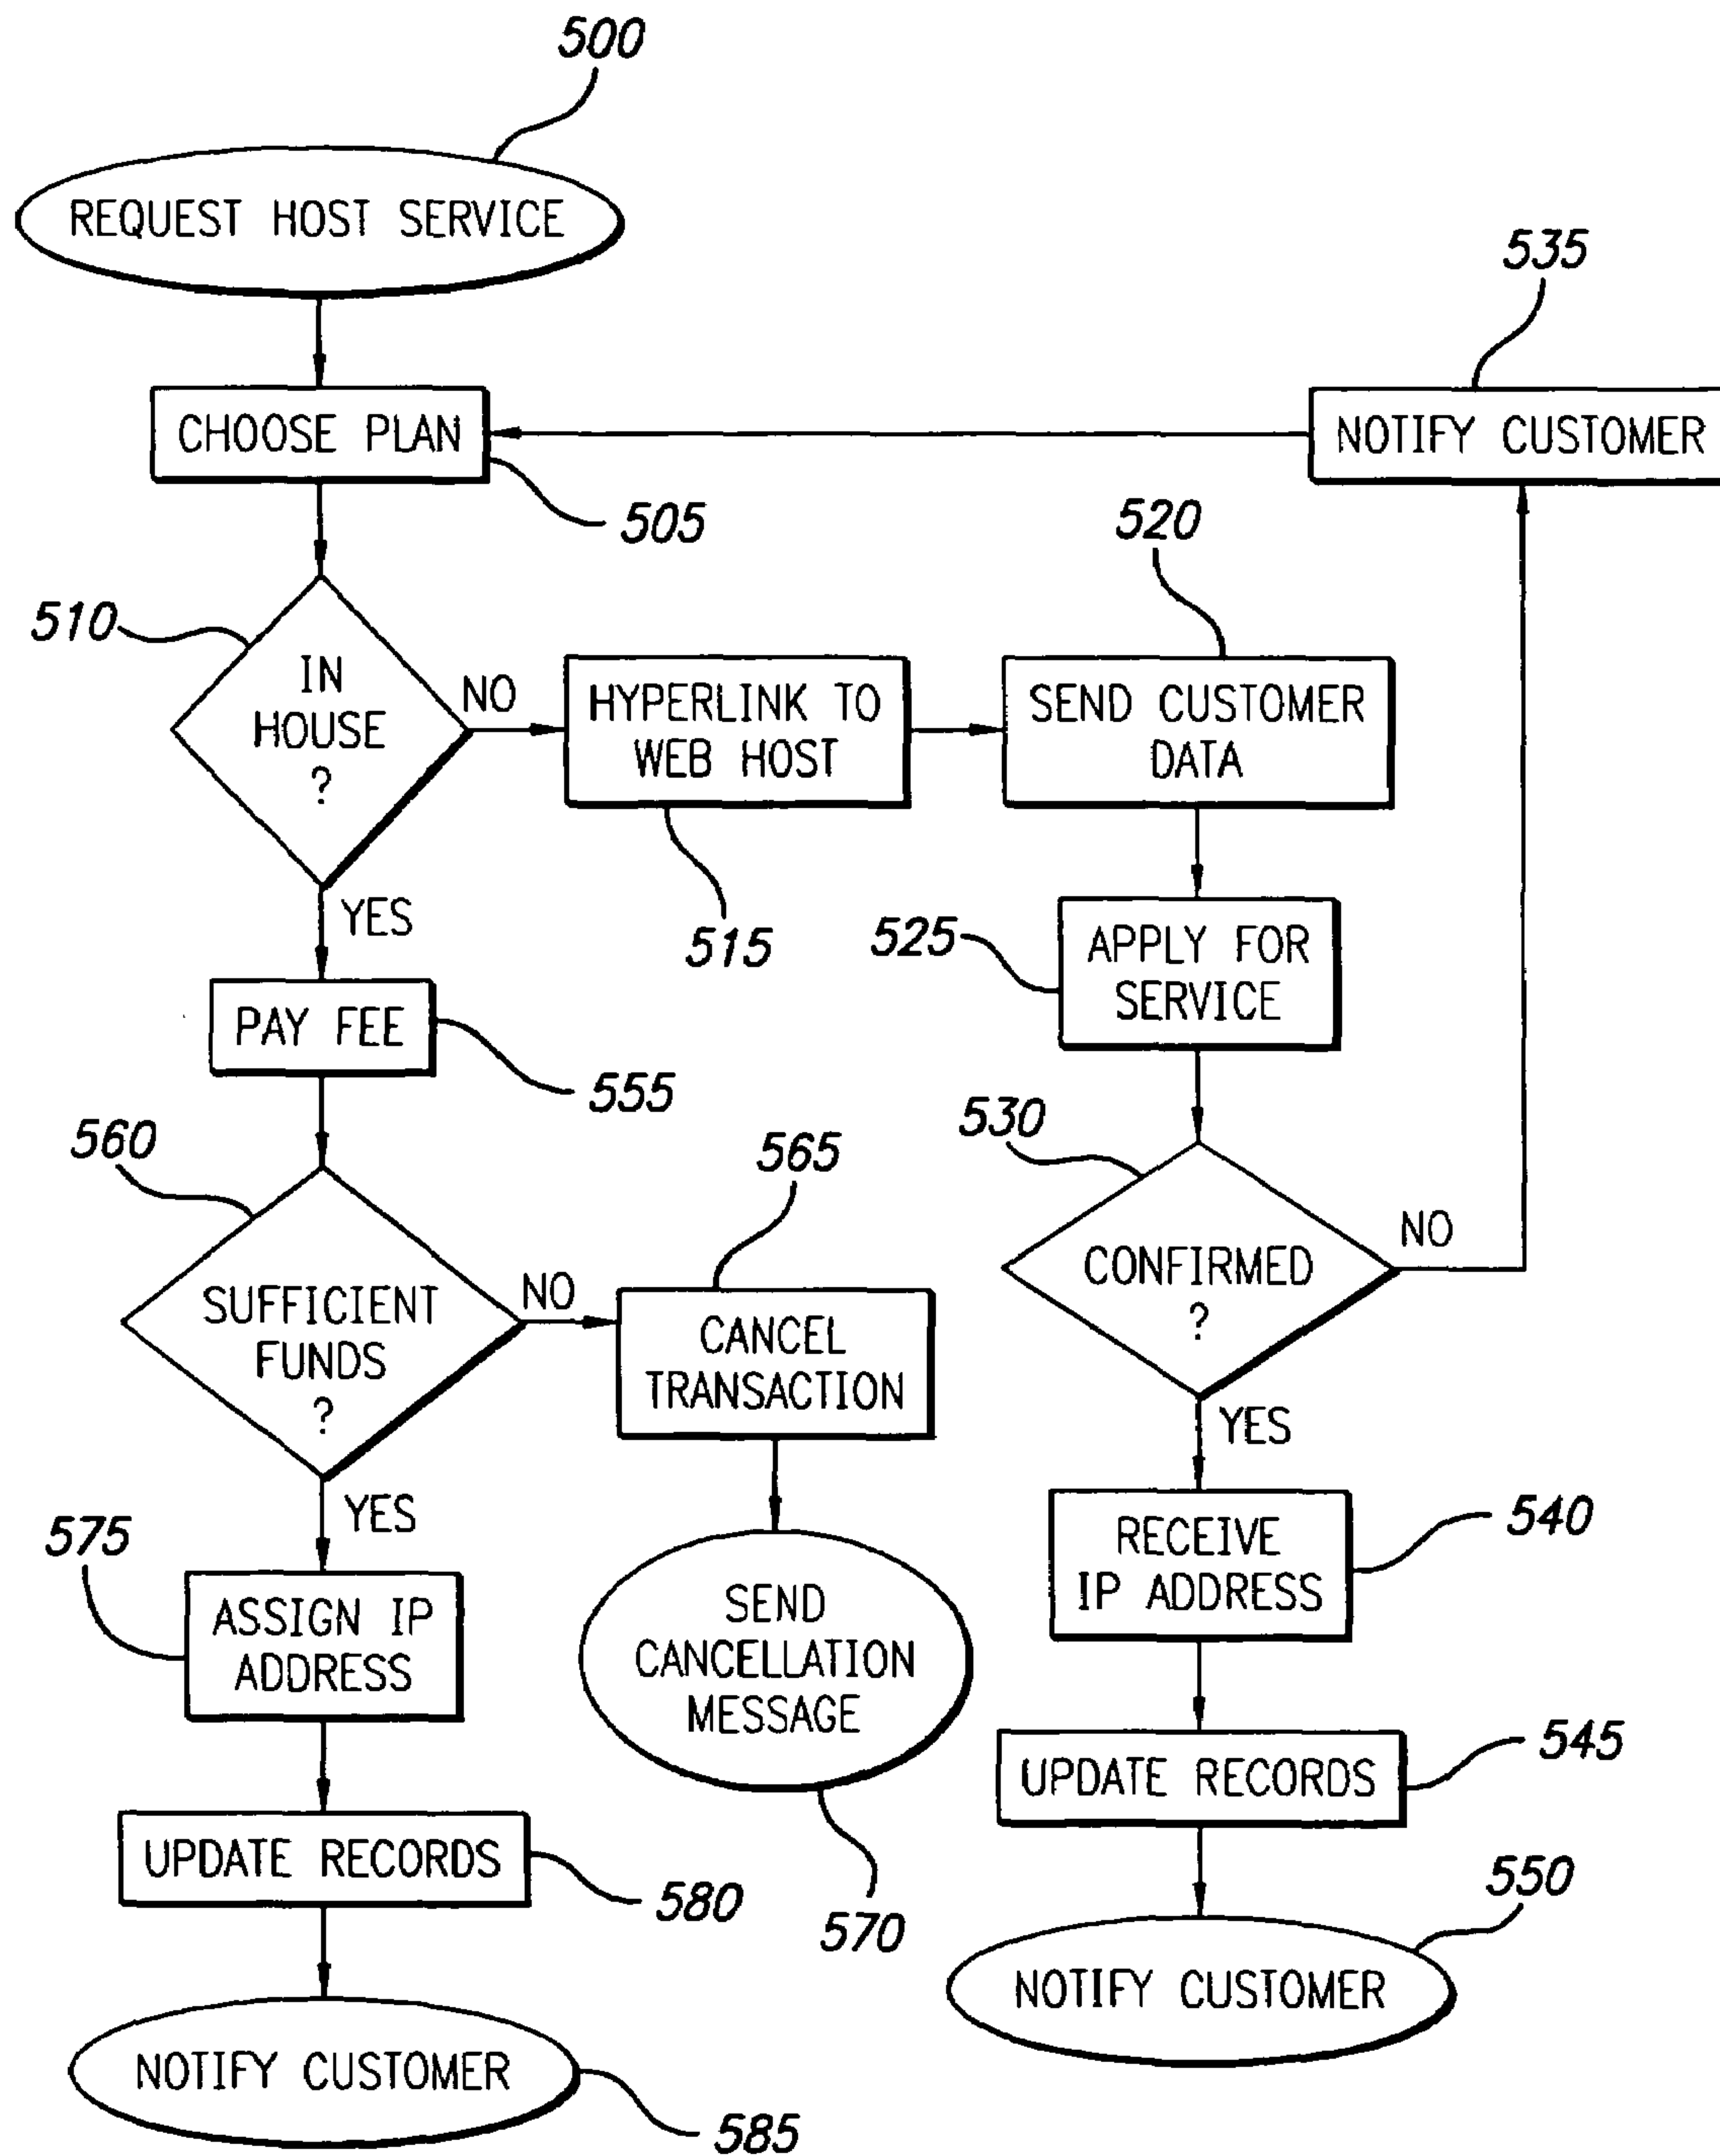 500
REQUEST HOST SERVICE
535
CHOOSE PLAN
NOTIFY CUSTOMER
505
520
510
IN
HOUSE
?
NO
HYPERLINK TO
WEB HOST
SEND CUSTOMER
DATA
YES
515
525
APPLY FOR
SERVICE
PAY FEE
555
560
565
530
SUFFICIENT
FUNDS
?
NO
CANCEL
TRANSACTION
CONFIRMED
?
NO
YES
YES
575
ASSIGN IP
ADDRESS
SEND
CANCELLATION
MESSAGE
RECEIVE
IP ADDRESS
540
UPDATE RECORDS
545
UPDATE RECORDS
580
570
550
NOTIFY CUSTOMER
NOTIFY CUSTOMER
585